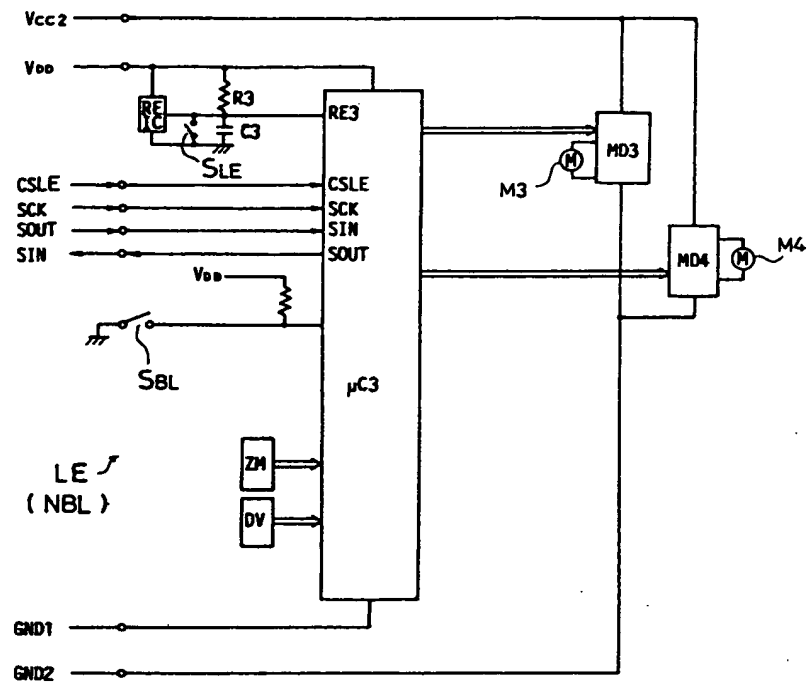 Vcc2
VDD
RE
IC
R3
C3
SLE
RE3
CSLE
CSLE
SCK
SCK
SOUT
SIN
SIN
SOUT
VDD
SBL
μC3
MD3
M
M3
MD4
M
M4
ZM
DV
LE
(NBL)
GND1
GND2